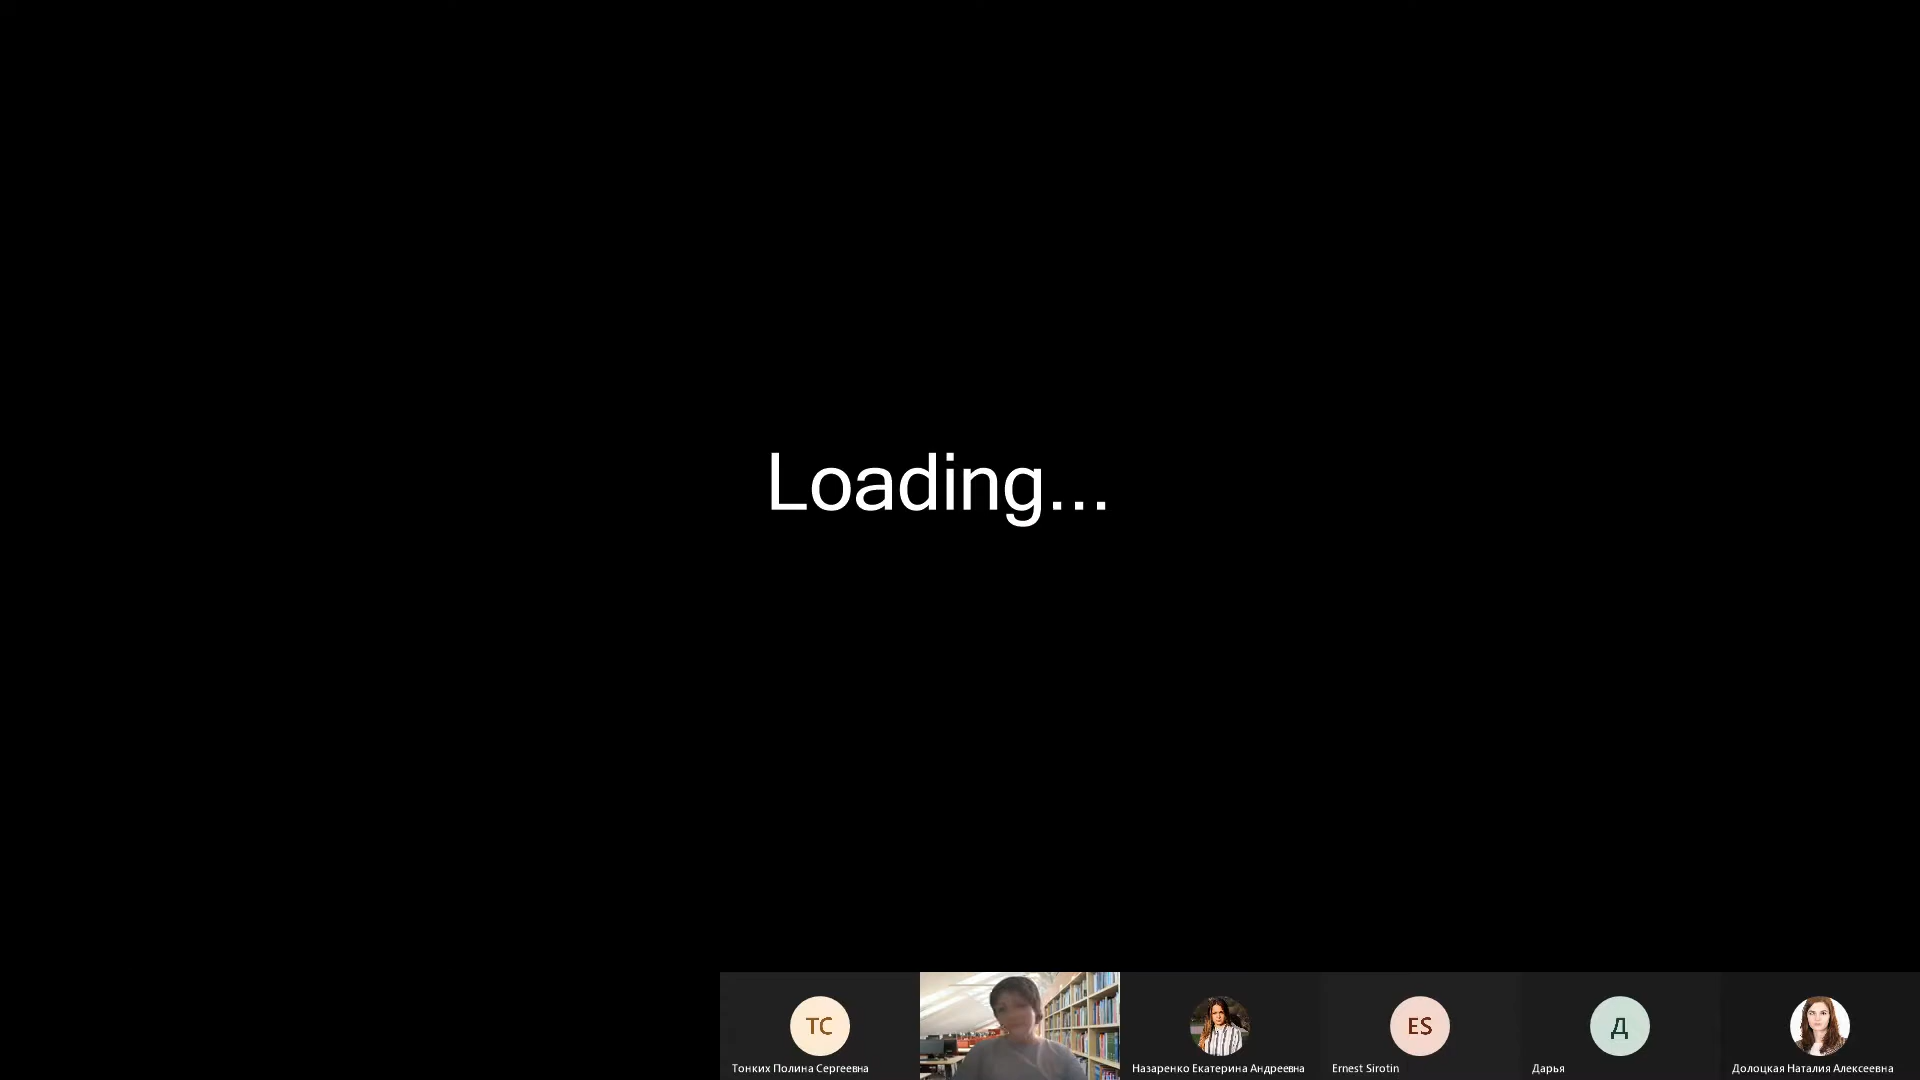 Loading...
ТС
ES
Д
Тонких Полина Сергеевна
Назаренко Екатерина Андреевна
Ernest Sirotin
Дарья
Долоцкая Наталия Алексеевна